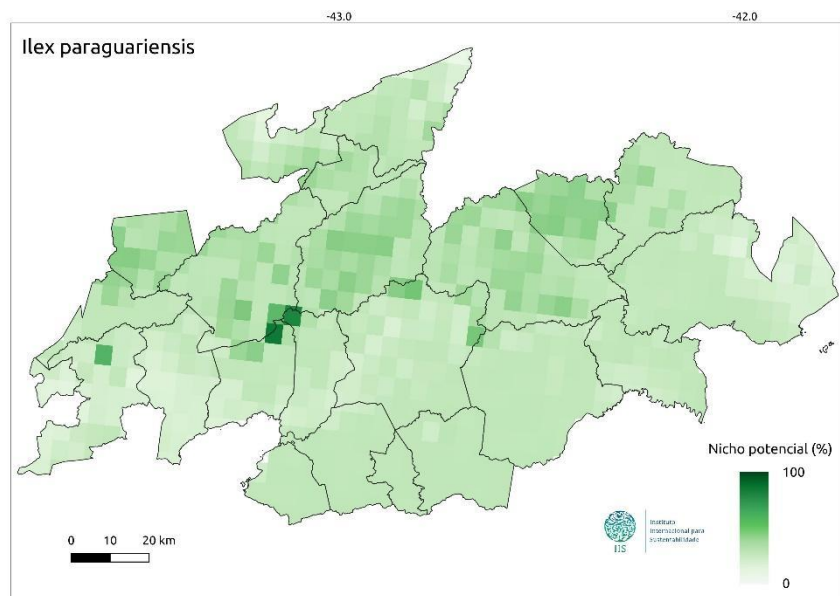 -43.0
-42.0
Ilex paraguariensis
Nicho potencial (%)
100
0
Instituto
Internacional para
Sustentabilidade
IIS
0
10
20 km